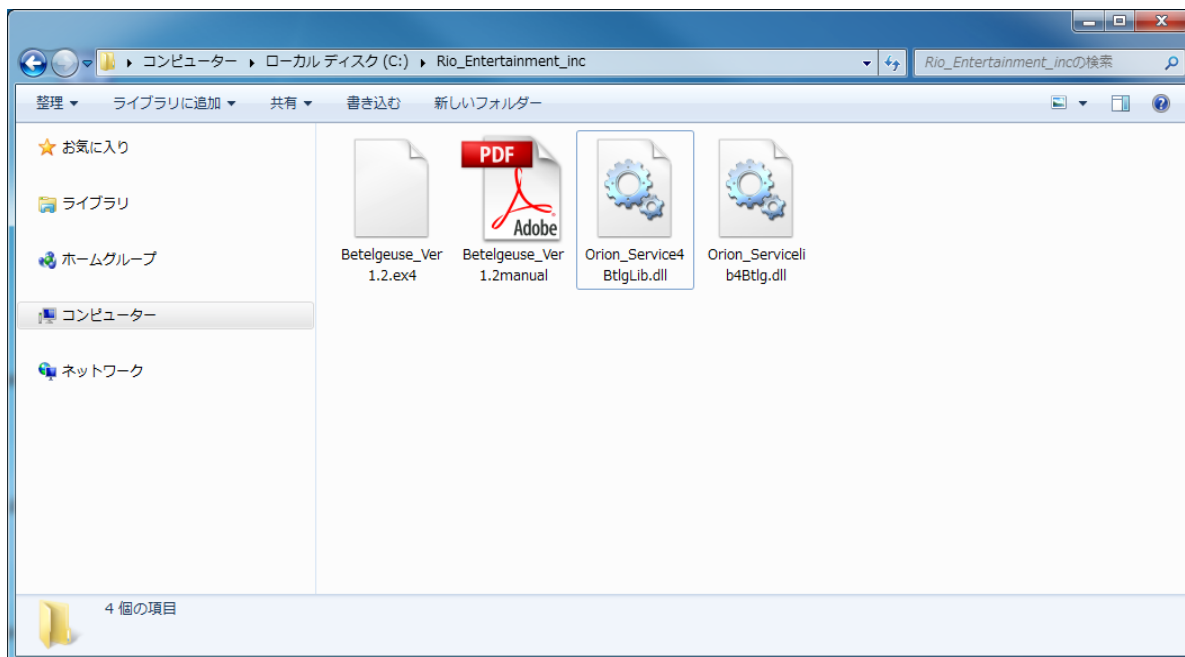 コンピューター ▸ ローカル ディスク (C:) ▸ Rio_Entertainment_inc
Rio_Entertainment_incの検索
整理 ライブラリに追加 共有 書き込む 新しいフォルダー
お気に入り
ライブラリ
ホームグループ
コンピューター
ネットワーク
PDF
Adobe
Betelgeuse_Ver
1.2.ex4
Betelgeuse_Ver
1.2manual
Orion_Service4
BtlgLib.dll
Orion_Serviceli
b4Btlg.dll
4 個の項目